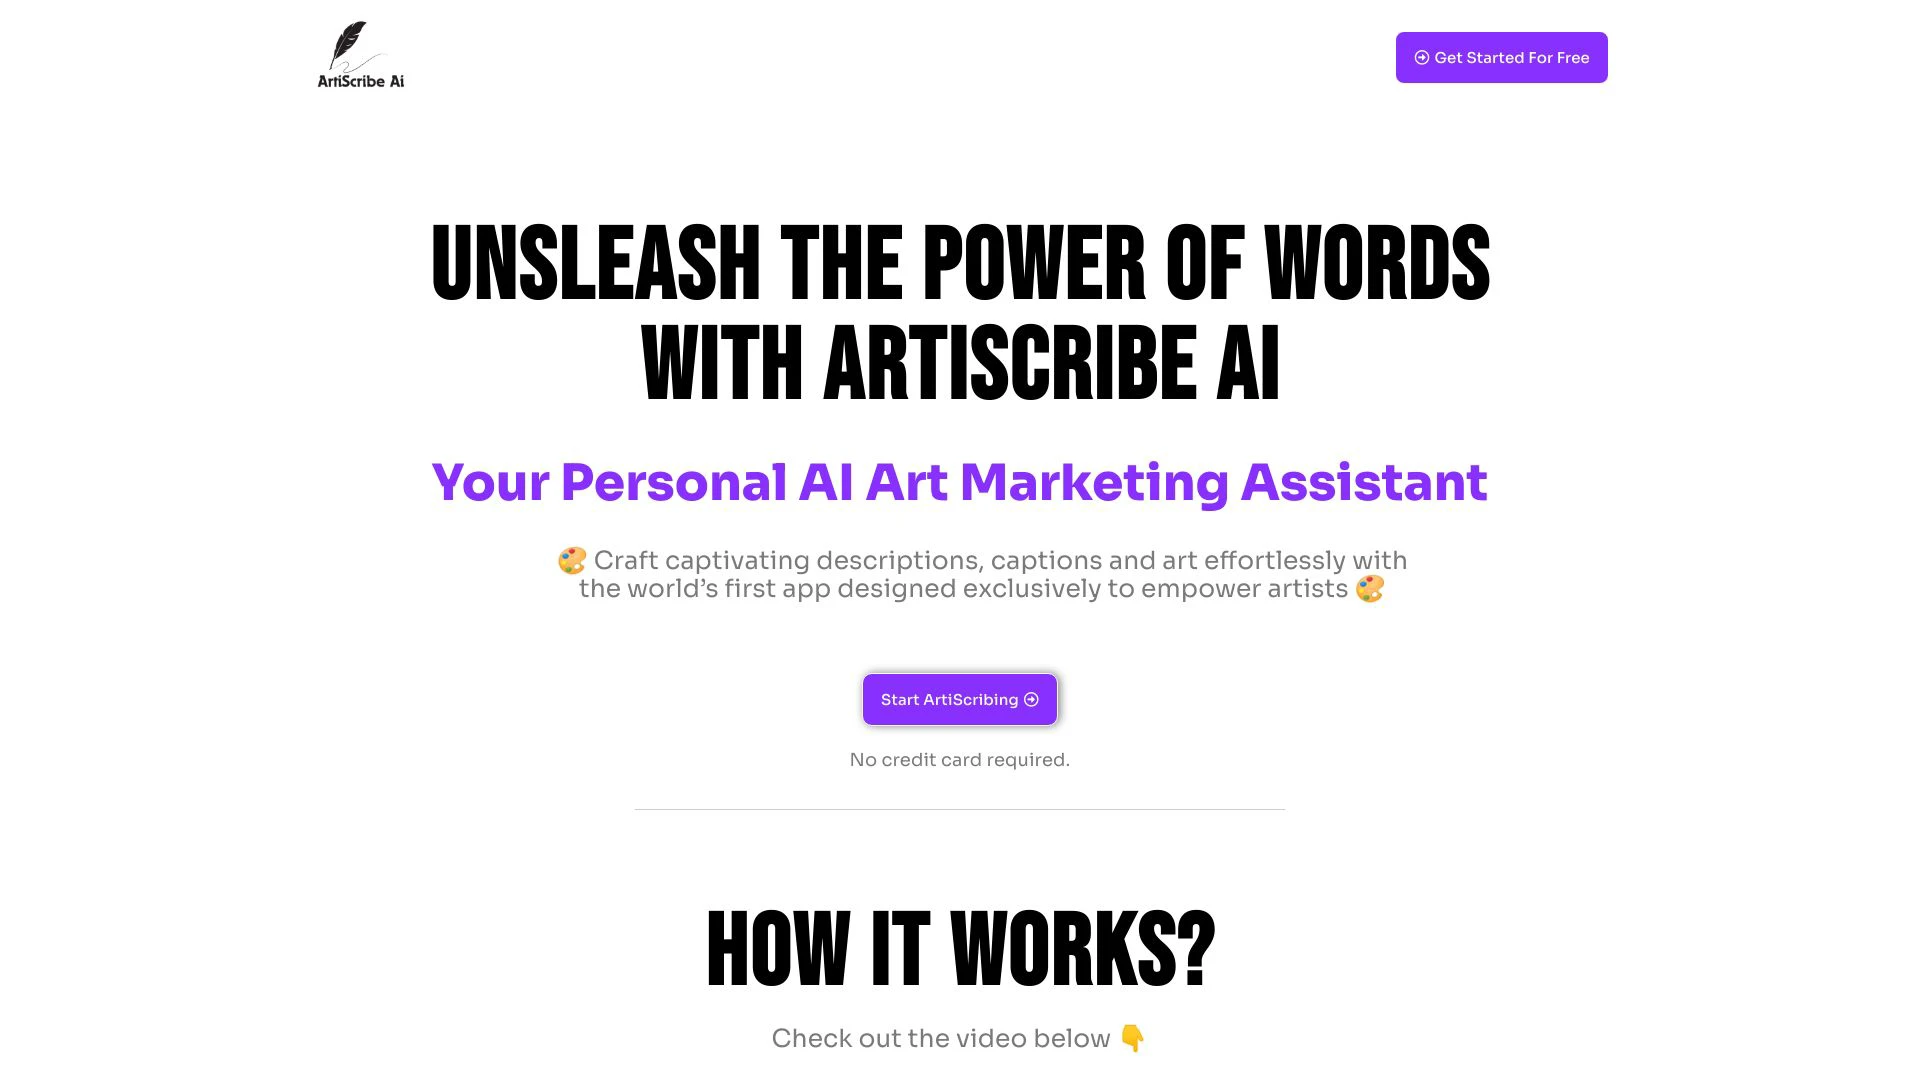 ArtiScribe Ai
Get Started For Free
UNSLEASH THE POWER OF WORDS
WITH ARTISCRIBE AI
Your Personal AI Art Marketing Assistant
🎨 Craft captivating descriptions, captions and art effortlessly with
the world’s first app designed exclusively to empower artists 🎨
Start ArtiScribing
No credit card required.
HOW IT WORKS?
Check out the video below 👇